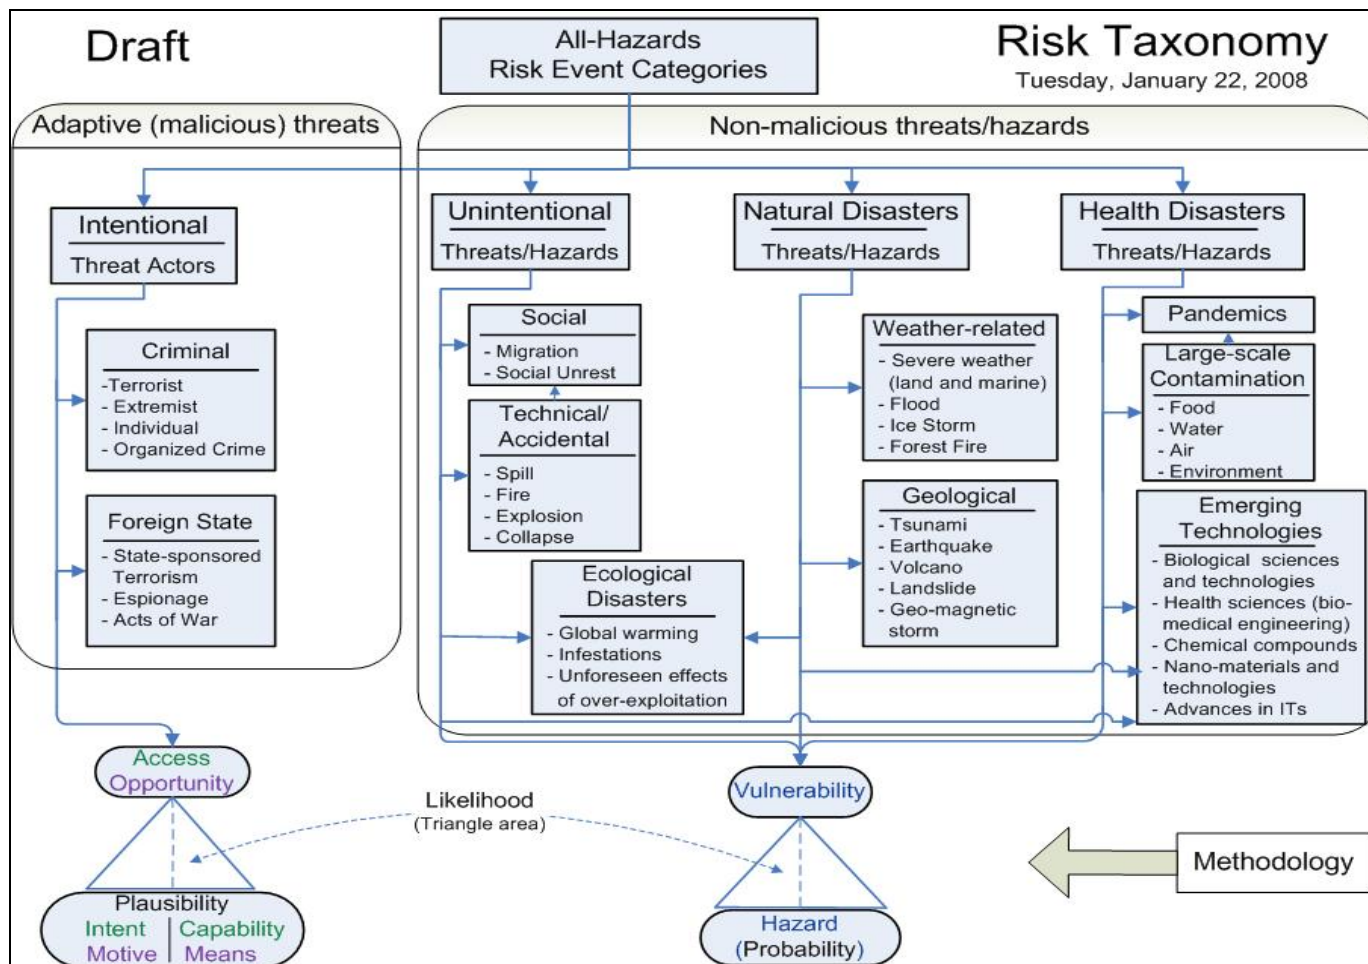 Draft
All-Hazards
Risk Event Categories
Risk Taxonomy
Tuesday, January 22, 2008
Adaptive (malicious) threats
Non-malicious threats/hazards
Intentional
Threat Actors
Unintentional
Threats/Hazards
Natural Disasters
Threats/Hazards
Health Disasters
Threats/Hazards
Criminal
-Terrorist
- Extremist
- Individual
- Organized Crime
Foreign State
- State-sponsored
Terrorism
- Espionage
- Acts of War
Social
- Migration
- Social Unrest
Technical/
Accidental
- Spill
- Fire
- Explosion
- Collapse
Ecological
Disasters
- Global warming
- Infestations
- Unforeseen effects
of over-exploitation
Weather-related
- Severe weather
(land and marine)
- Flood
- Ice Storm
- Forest Fire
Geological
- Tsunami
- Earthquake
- Volcano
- Landslide
- Geo-magnetic
storm
Pandemics
Large-scale
Contamination
- Food
- Water
- Air
- Environment
Emerging
Technologies
- Biological sciences
and technologies
- Health sciences (bio-
medical engineering)
- Chemical compounds
- Nano-materials and
technologies
- Advances in ITs
Access
Opportunity
Likelihood
(Triangle area)
Plausibility
Intent
Motive
Capability
Means
Vulnerability
Hazard
(Probability)
Methodology